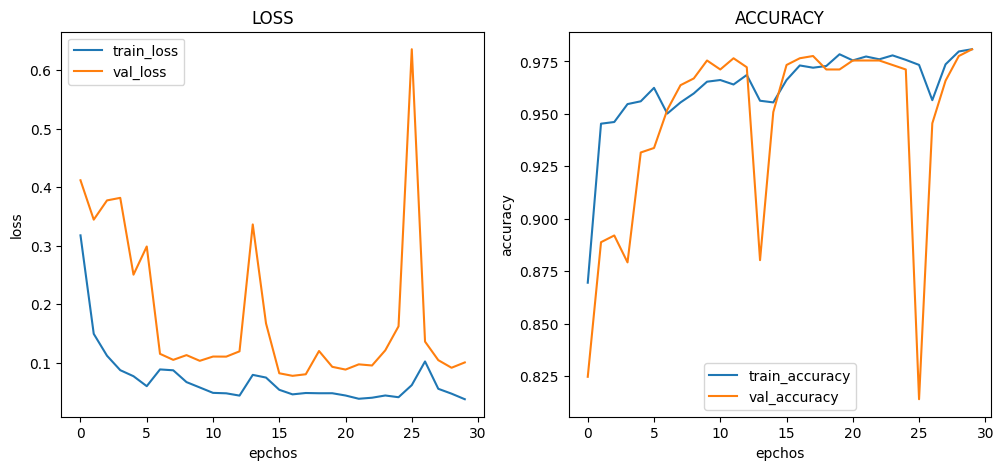 LOSS
train_loss
val_loss
0.6
0.5
0.4
0.3
0.2
0.1
loss
0 5 10 15 20 25 30
epchos
ACCURACY
0.975
0.950
0.925
0.900
0.875
0.850
0.825
accuracy
train_accuracy
val_accuracy
0 5 10 15 20 25 30
epchos